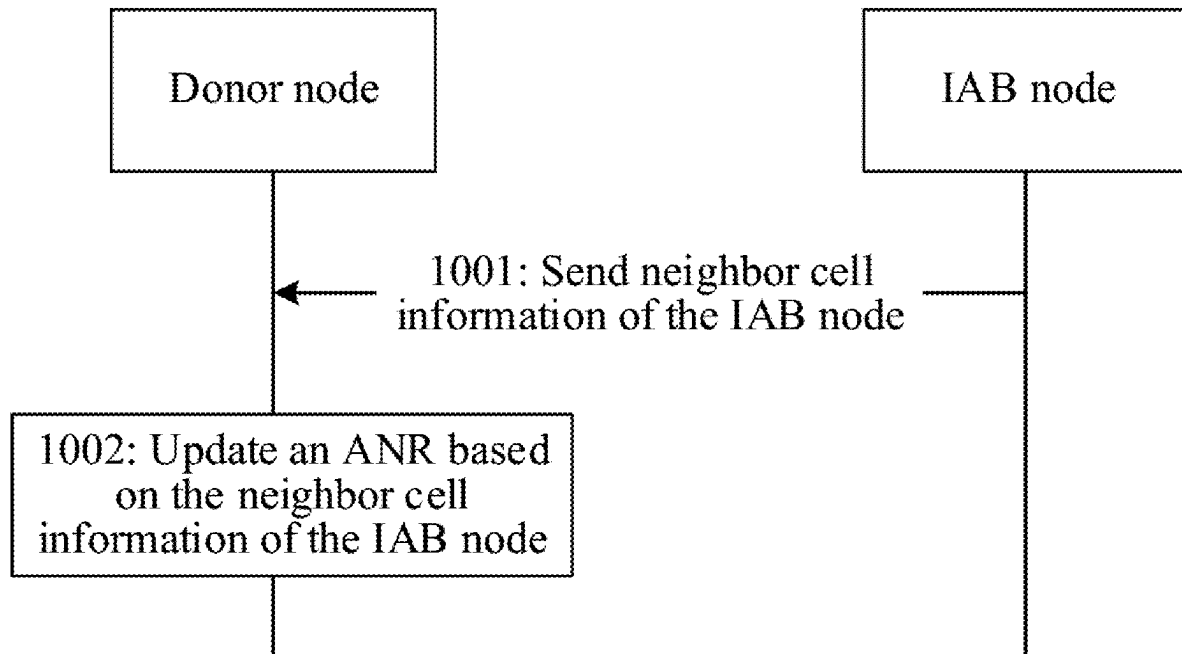 Donor node
IAB node
1001: Send neighbor cell
information of the IAB node
1002: Update an ANR based
on the neighbor cell
information of the IAB node